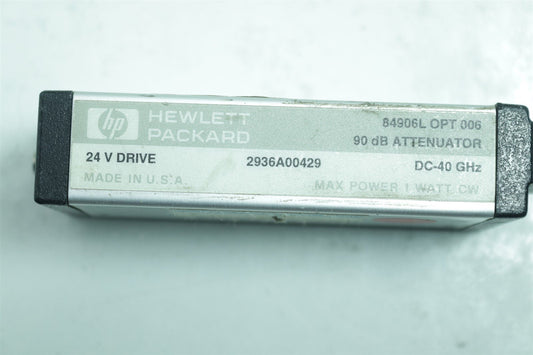 hp HEWLETT
PACKARD
84906L OPT 006
90 dB ATTENUATOR
24 V DRIVE 2936A00429 DC-40 GHz
MADE IN U.S.A. MAX POWER 1 WATT CW